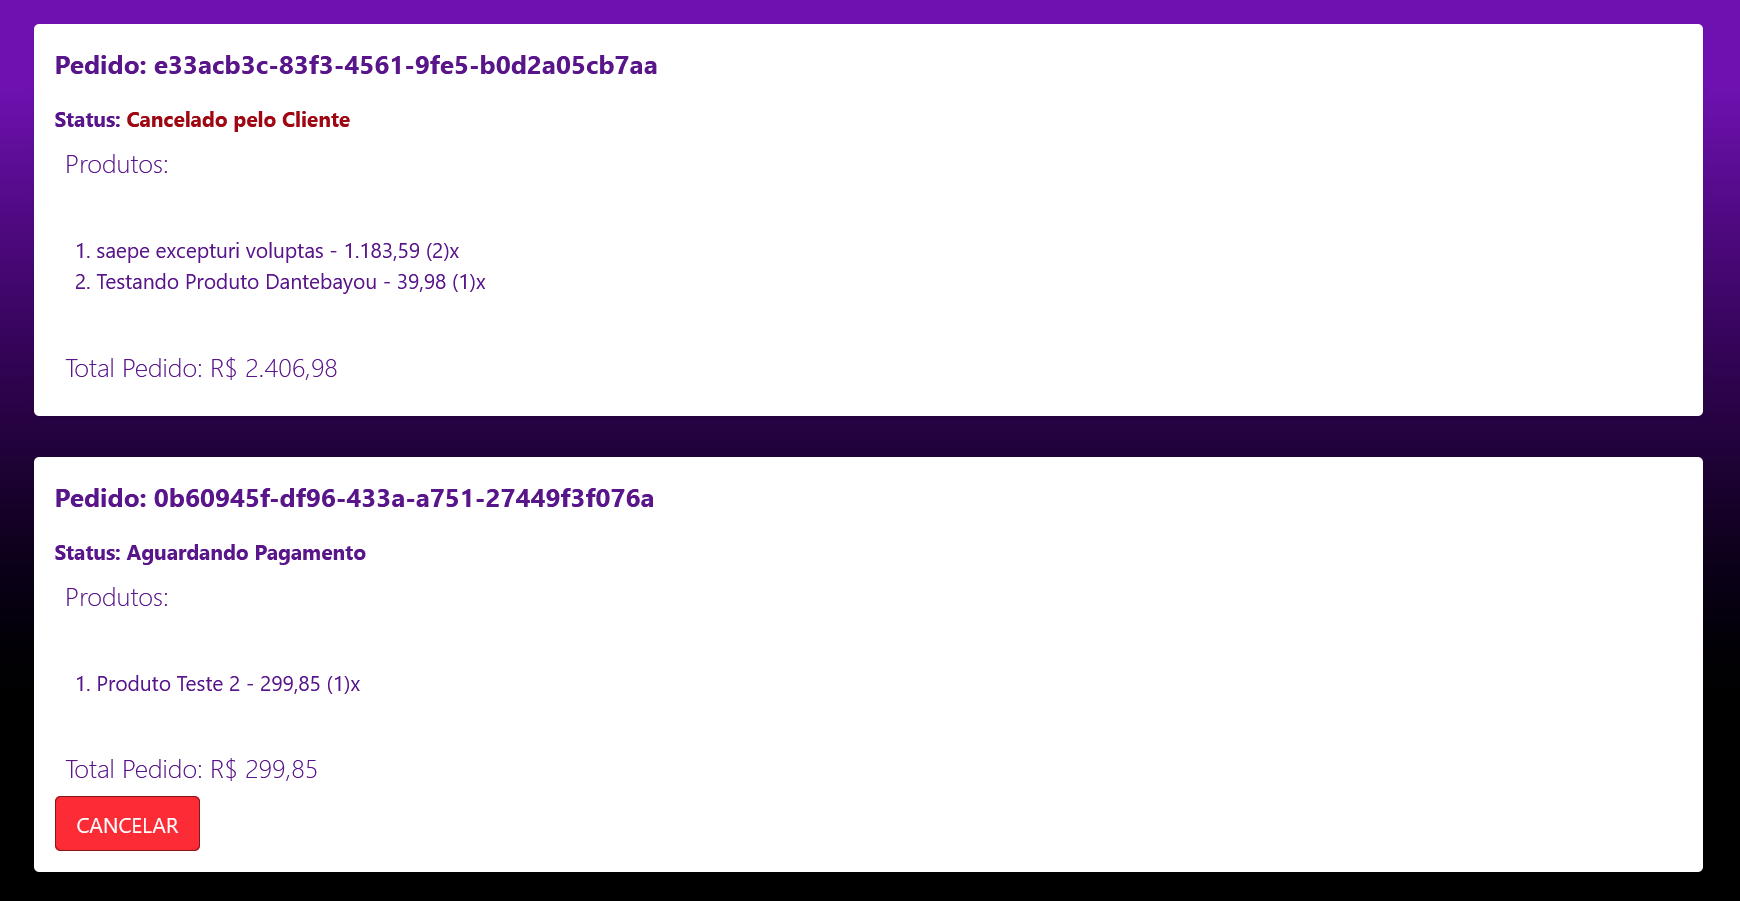 Pedido: e33acb3c-83f3-4561-9fe5-b0d2a05cb7aa
Status: Cancelado pelo Cliente
Produtos:
1. saepe excepturi voluptas - 1.183,59 (2)x
2. Testando Produto Dantebayou - 39,98 (1)x
Total Pedido: R$ 2.406,98
Pedido: 0b60945f-df96-433a-a751-27449f3f076a
Status: Aguardando Pagamento
Produtos:
1. Produto Teste 2 - 299,85 (1)x
Total Pedido: R$ 299,85
CANCELAR